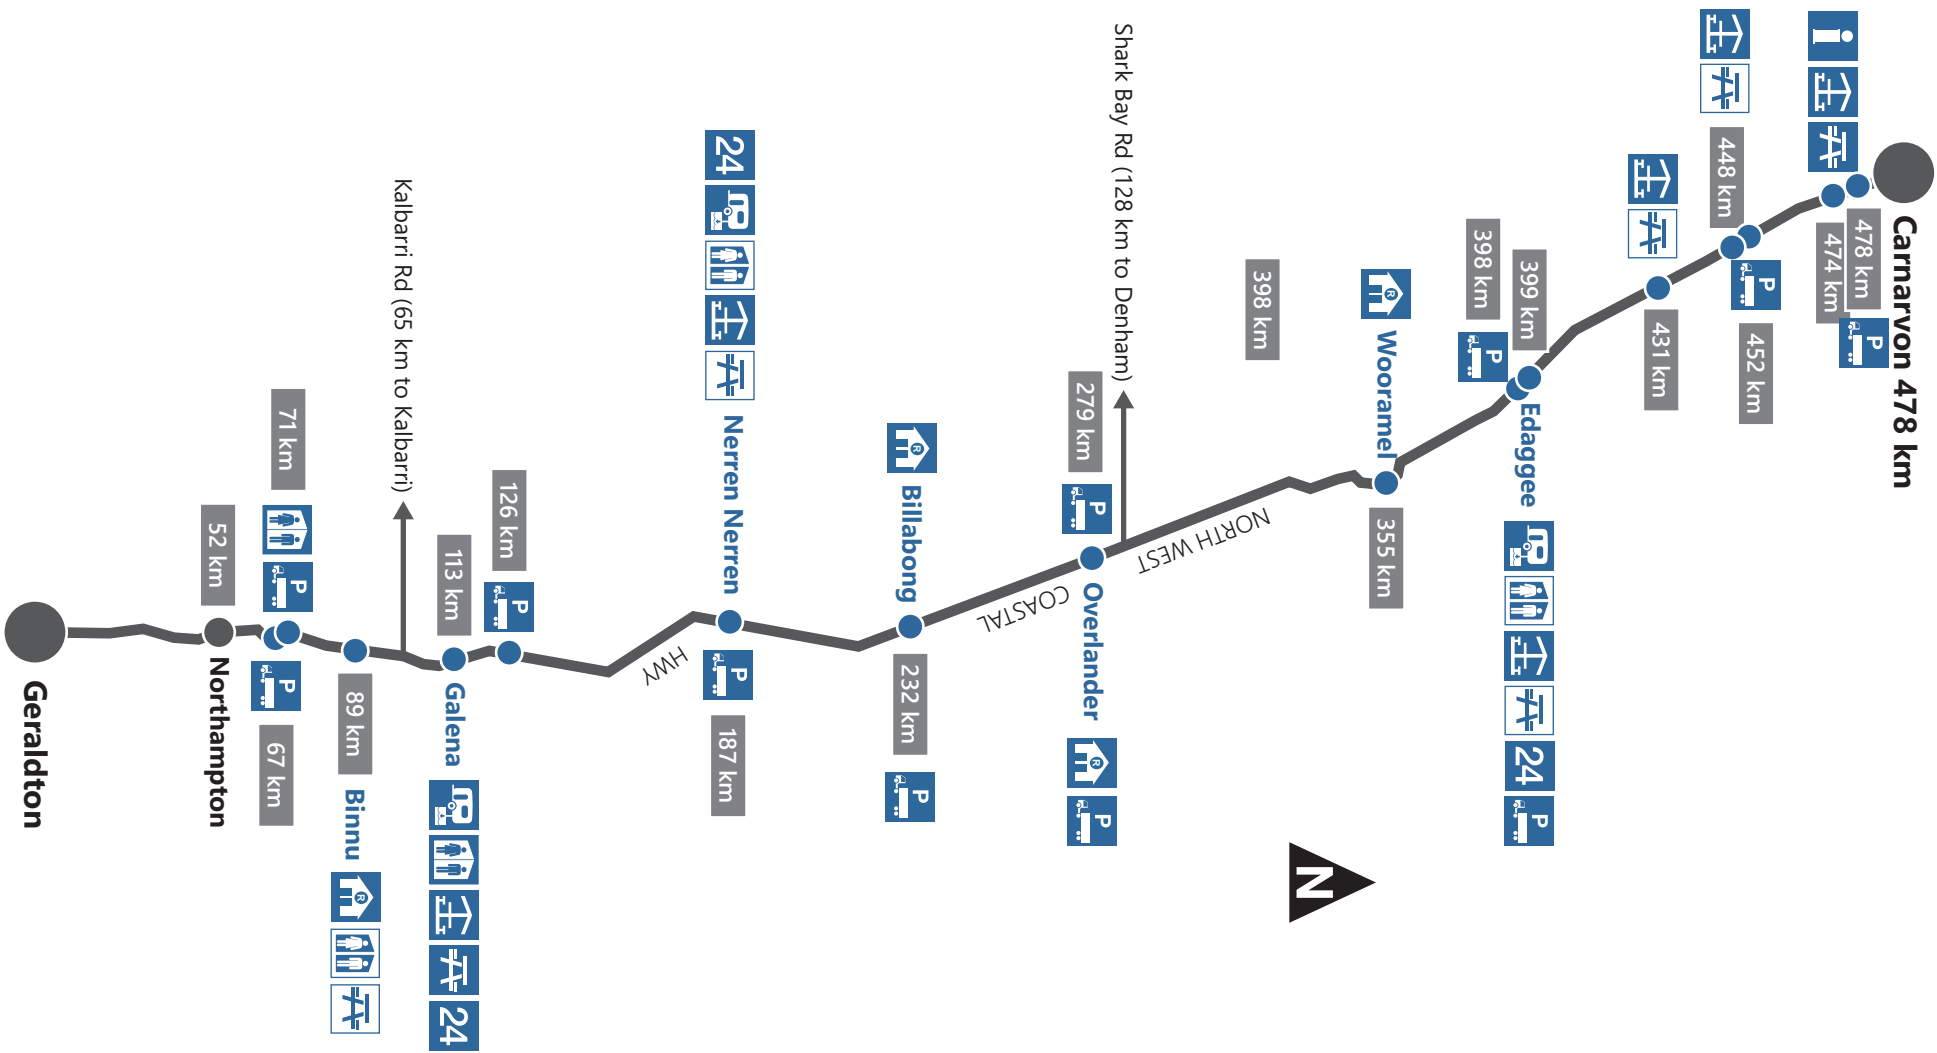 Carnarvon 478 km
478 km
P
474 km
448 km
P
452 km
431 km
399 km
398 km
P
Edaggee
24
P
398 km
Wooramel
R
355 km
Shark Bay Rd (128 km to Denham)
NORTH WEST
COASTAL
HWY
279 km
P
Overlander
R
P
R
Billabong
232 km
P
24
Nerren Nerren
P
187 km
126 km
P
113 km
Galena
24
Kalbarri Rd (65 km to Kalbarri)
89 km
Binnu
R
71 km
P
P
67 km
52 km
Northampton
Geraldton
N